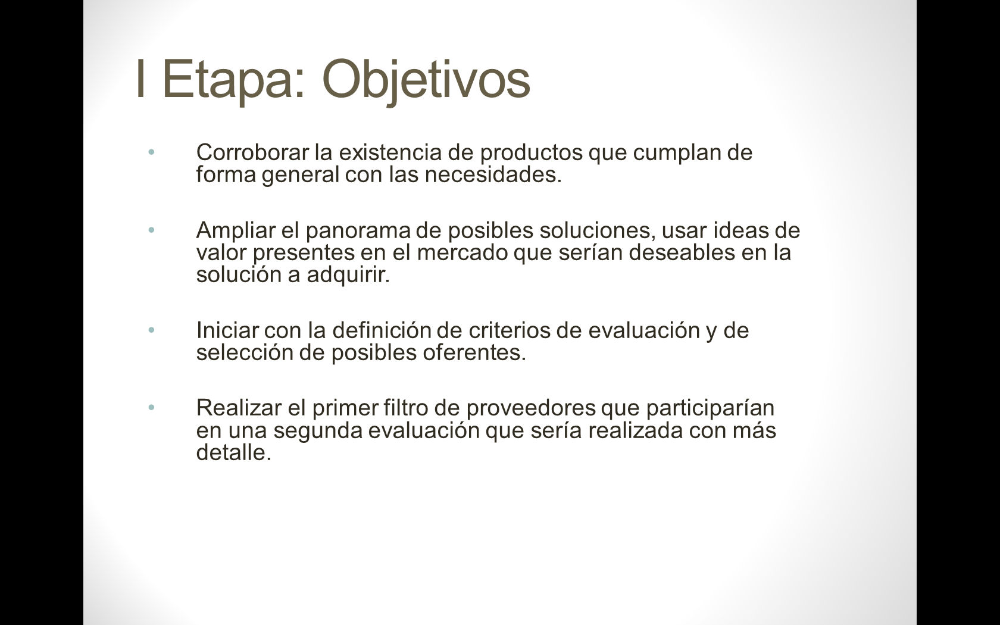 I Etapa: Objetivos
• Corroborar la existencia de productos que cumplan de
forma general con las necesidades.
• Ampliar el panorama de posibles soluciones, usar ideas de
valor presentes en el mercado que serían deseables en la
solución a adquirir.
• Iniciar con la definición de criterios de evaluación y de
selección de posibles oferentes.
• Realizar el primer filtro de proveedores que participarían
en una segunda evaluación que sería realizada con más
detalle.